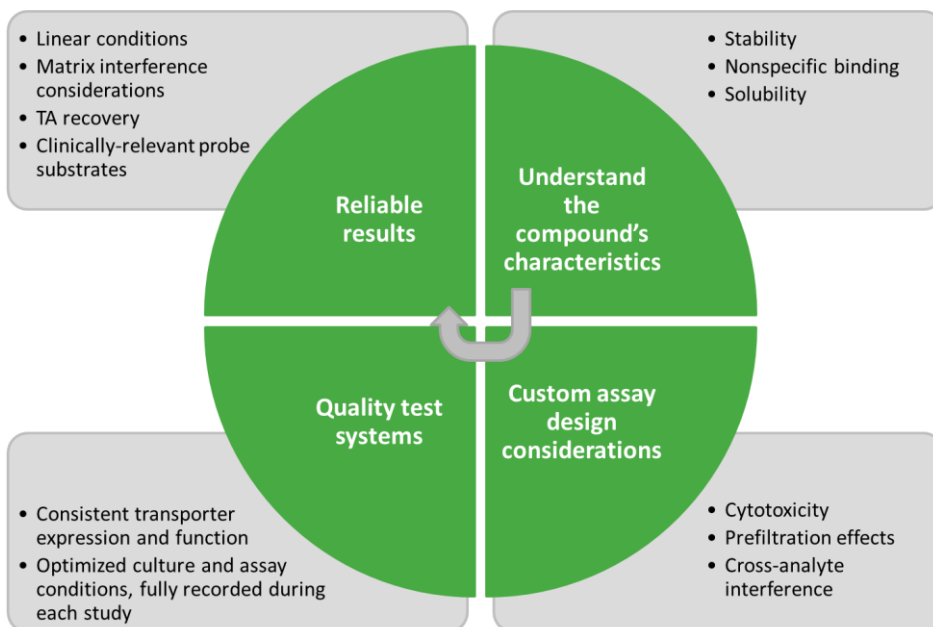 • Linear conditions
• Matrix interference
considerations
• TA recovery
• Clinically-relevant probe
substrates
• Stability
• Nonspecific binding
• Solubility
Reliable
results
Understand
the
compound’s
characteristics
Quality test
systems
Custom assay
design
considerations
• Consistent transporter
expression and function
• Optimized culture and assay
conditions, fully recorded during
each study
• Cytotoxicity
• Prefiltration effects
• Cross-analyte
interference